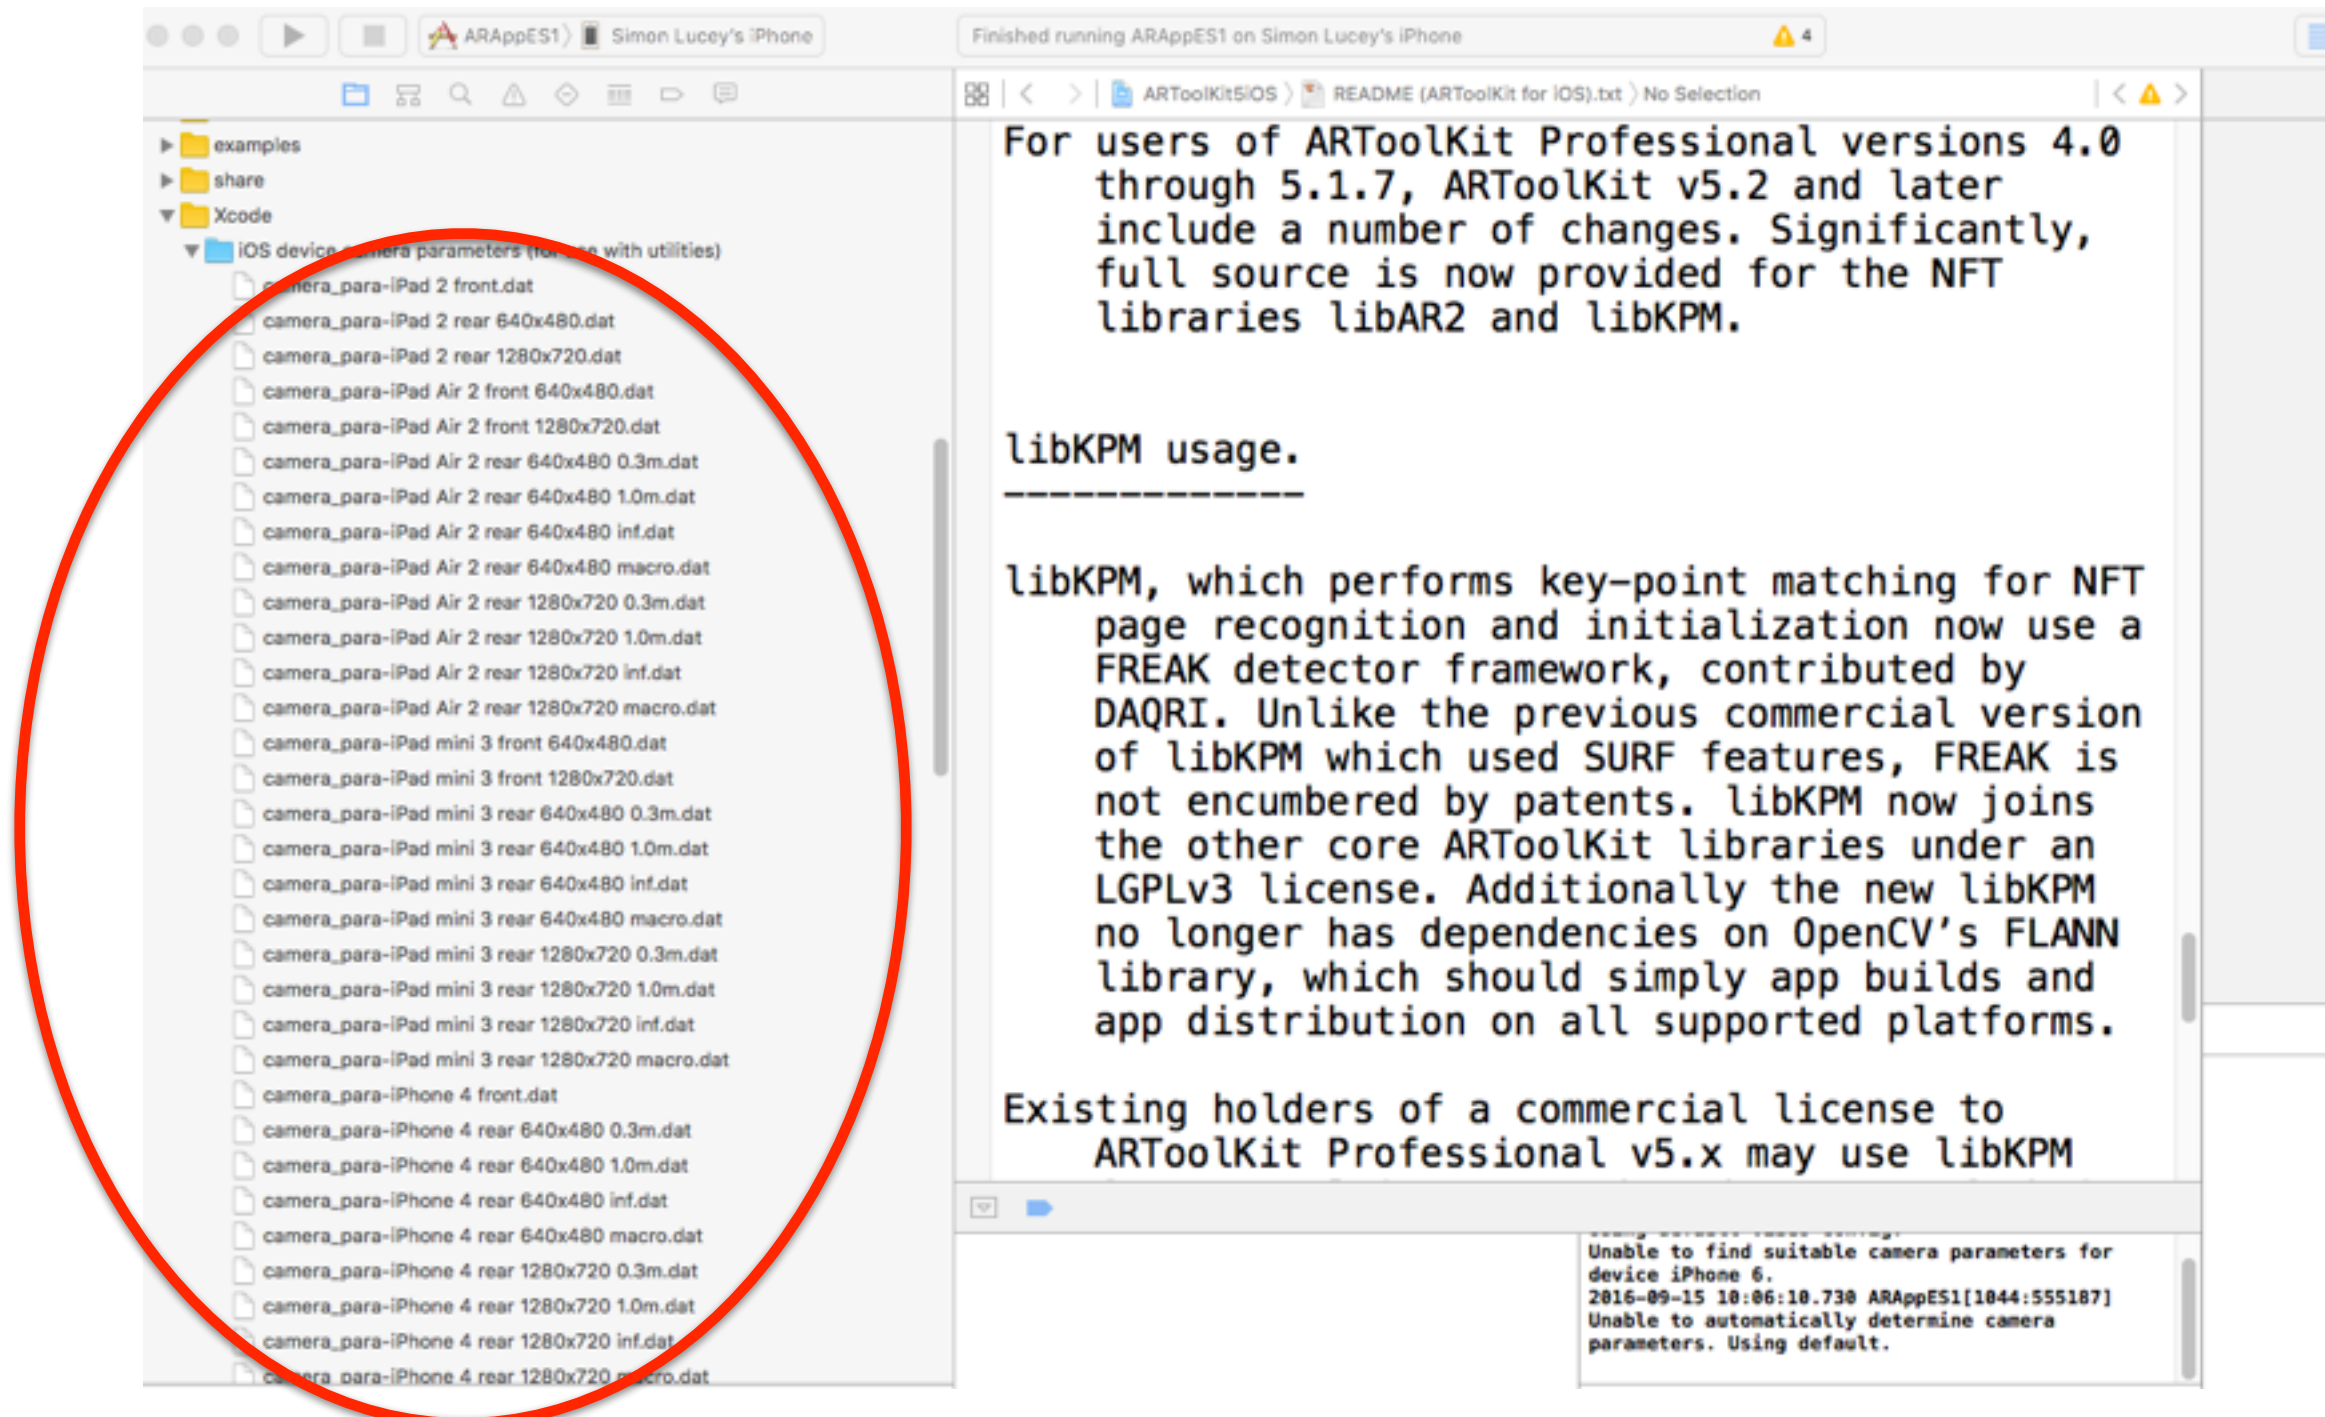 ARAppES1 〉 Simon Lucey's iPhone
Finished running ARAppES1 on Simon Lucey's iPhone
4
ARToolKit5iOS 〉 README (ARToolKit for iOS).txt 〉 No Selection
examples
share
Xcode
iOS device camera parameters (for use with utilities)
camera_para-iPad 2 front.dat
camera_para-iPad 2 rear 640x480.dat
camera_para-iPad 2 rear 1280x720.dat
camera_para-iPad Air 2 front 640x480.dat
camera_para-iPad Air 2 front 1280x720.dat
camera_para-iPad Air 2 rear 640x480 0.3m.dat
camera_para-iPad Air 2 rear 640x480 1.0m.dat
camera_para-iPad Air 2 rear 640x480 inf.dat
camera_para-iPad Air 2 rear 640x480 macro.dat
camera_para-iPad Air 2 rear 1280x720 0.3m.dat
camera_para-iPad Air 2 rear 1280x720 1.0m.dat
camera_para-iPad Air 2 rear 1280x720 inf.dat
camera_para-iPad Air 2 rear 1280x720 macro.dat
camera_para-iPad mini 3 front 640x480.dat
camera_para-iPad mini 3 front 1280x720.dat
camera_para-iPad mini 3 rear 640x480 0.3m.dat
camera_para-iPad mini 3 rear 640x480 1.0m.dat
camera_para-iPad mini 3 rear 640x480 inf.dat
camera_para-iPad mini 3 rear 640x480 macro.dat
camera_para-iPad mini 3 rear 1280x720 0.3m.dat
camera_para-iPad mini 3 rear 1280x720 1.0m.dat
camera_para-iPad mini 3 rear 1280x720 inf.dat
camera_para-iPad mini 3 rear 1280x720 macro.dat
camera_para-iPhone 4 front.dat
camera_para-iPhone 4 rear 640x480 0.3m.dat
camera_para-iPhone 4 rear 640x480 1.0m.dat
camera_para-iPhone 4 rear 640x480 inf.dat
camera_para-iPhone 4 rear 640x480 macro.dat
camera_para-iPhone 4 rear 1280x720 0.3m.dat
camera_para-iPhone 4 rear 1280x720 1.0m.dat
camera_para-iPhone 4 rear 1280x720 inf.dat
camera_para-iPhone 4 rear 1280x720 macro.dat
For users of ARToolKit Professional versions 4.0
through 5.1.7, ARToolKit v5.2 and later
include a number of changes. Significantly,
full source is now provided for the NFT
libraries libAR2 and libKPM.
libKPM usage.
-------------
libKPM, which performs key-point matching for NFT
page recognition and initialization now use a
FREAK detector framework, contributed by
DAQRI. Unlike the previous commercial version
of libKPM which used SURF features, FREAK is
not encumbered by patents. libKPM now joins
the other core ARToolKit libraries under an
LGPLv3 license. Additionally the new libKPM
no longer has dependencies on OpenCV's FLANN
library, which should simply app builds and
app distribution on all supported platforms.
Existing holders of a commercial license to
ARToolKit Professional v5.x may use libKPM
Unable to find suitable camera parameters for
device iPhone 6.
2016-09-15 10:06:10.730 ARAppES1[1044:555187]
Unable to automatically determine camera
parameters. Using default.